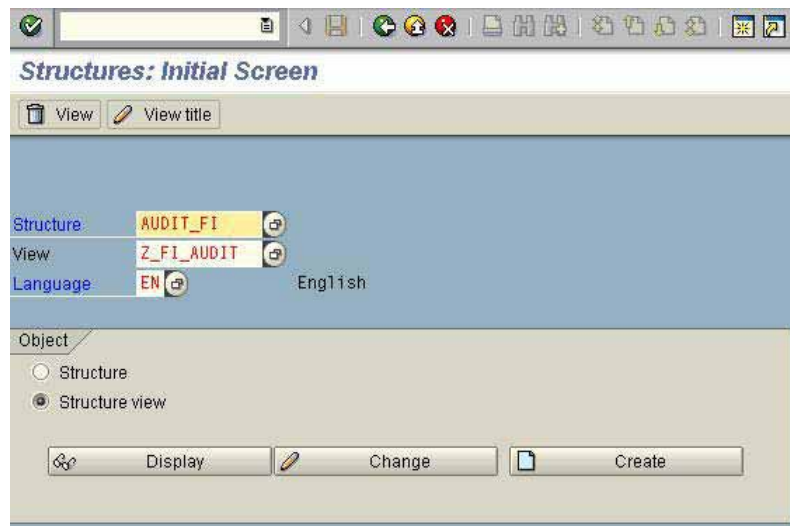 Structures: Initial Screen
View View title
Structure AUDIT_FI
View Z_FI_AUDIT
Language EN English
Object
Structure
Structure view
Display Change Create